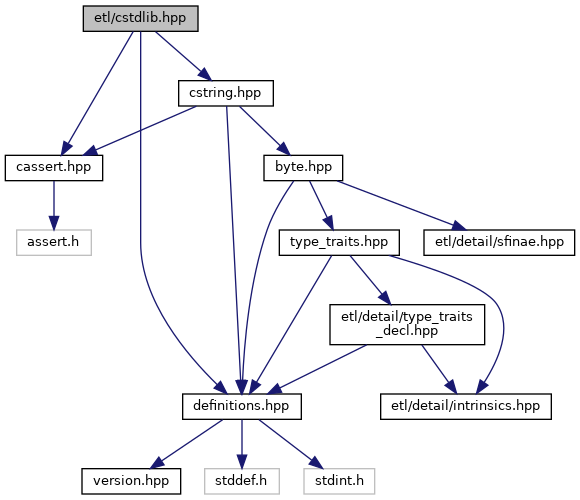 etl/cstdlib.hpp
cstring.hpp
cassert.hpp
byte.hpp
assert.h
type_traits.hpp
etl/detail/sfinae.hpp
etl/detail/type_traits
_decl.hpp
definitions.hpp
etl/detail/intrinsics.hpp
version.hpp
stddef.h
stdint.h